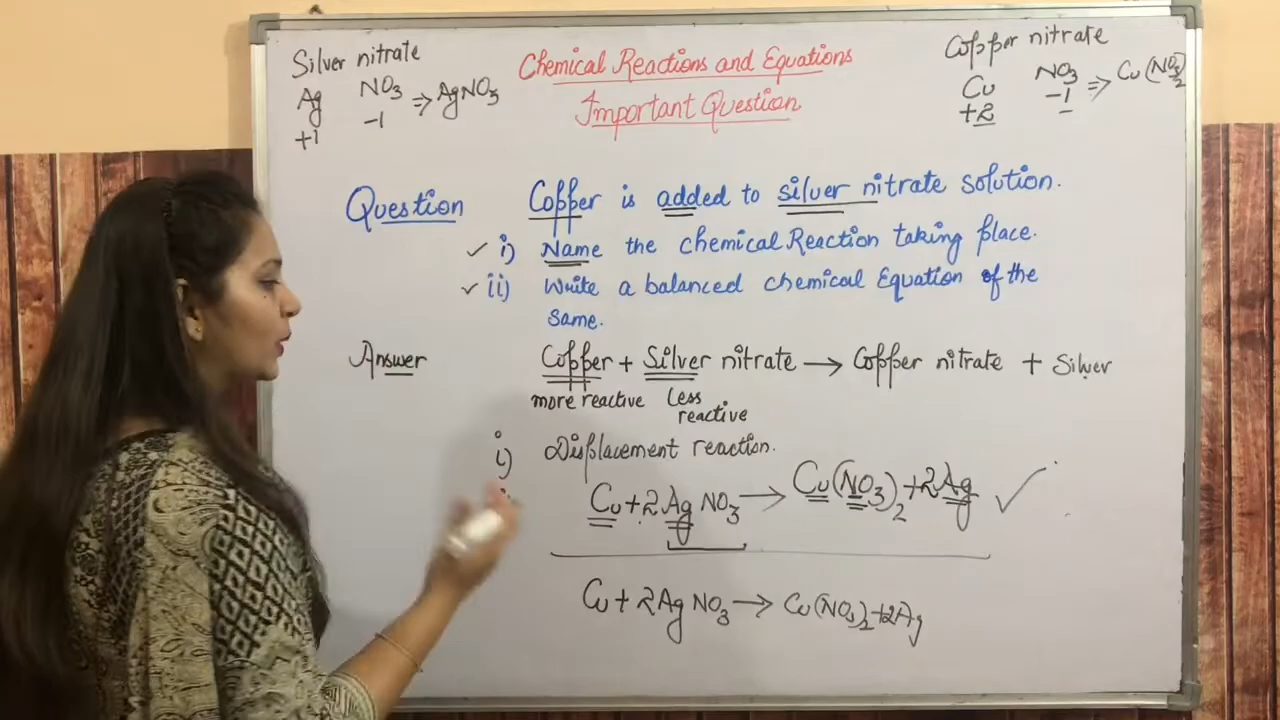 Silver nitrate
Ag NO3 ⇒ AgNO3
+1 -1
Chemical Reactions and Equations
Important Question
Copper nitrate
Cu NO3 ⇒ Cu(NO3)2
+2 -1
Question Copper is added to silver nitrate solution.
✓ i) Name the chemical Reaction taking place.
✓ ii) Write a balanced chemical Equation of the
same.
Answer Copper + Silver nitrate → Copper nitrate + Silver
more reactive Less
reactive
i) Displacement reaction.
Cu + 2AgNO3 → Cu(NO3)2 + 2Ag ✓
Cu + 2AgNO3 → Cu(NO3)2 + 2Ag